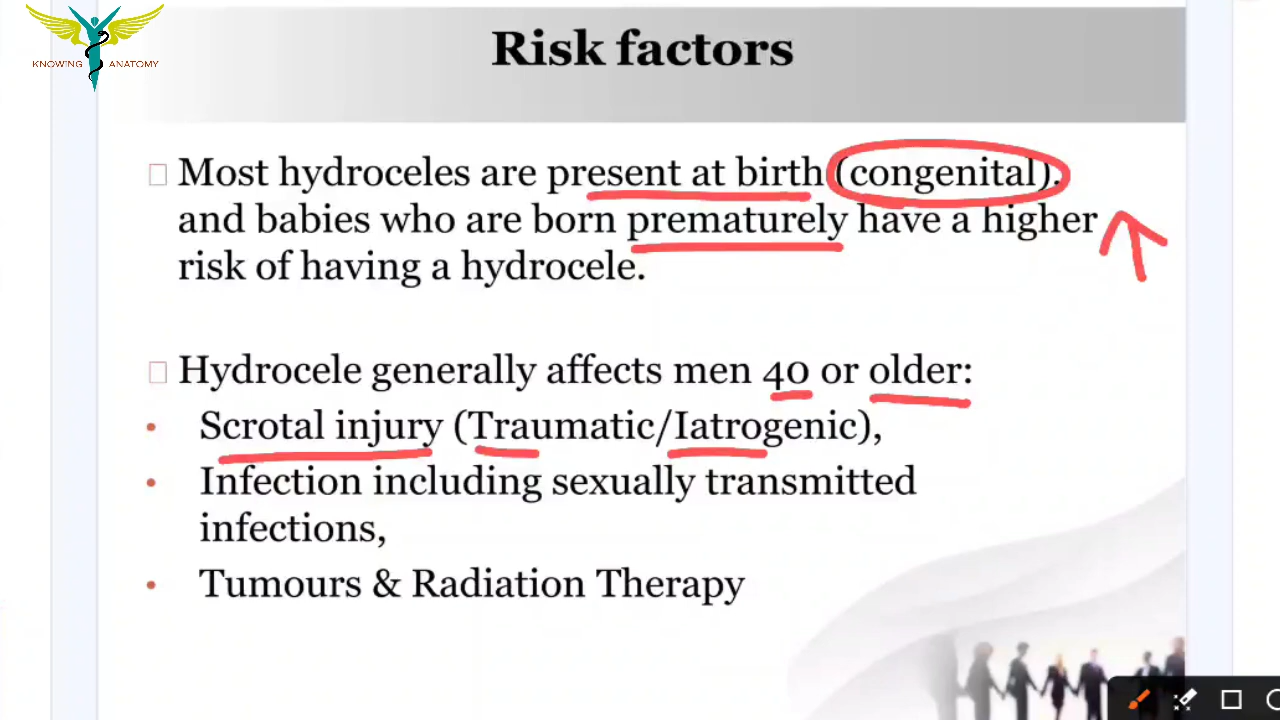 KNOWING ANATOMY
Risk factors
Most hydroceles are present at birth (congenital).
and babies who are born prematurely have a higher
risk of having a hydrocele.
Hydrocele generally affects men 40 or older:
• Scrotal injury (Traumatic/Iatrogenic),
• Infection including sexually transmitted
infections,
• Tumours & Radiation Therapy